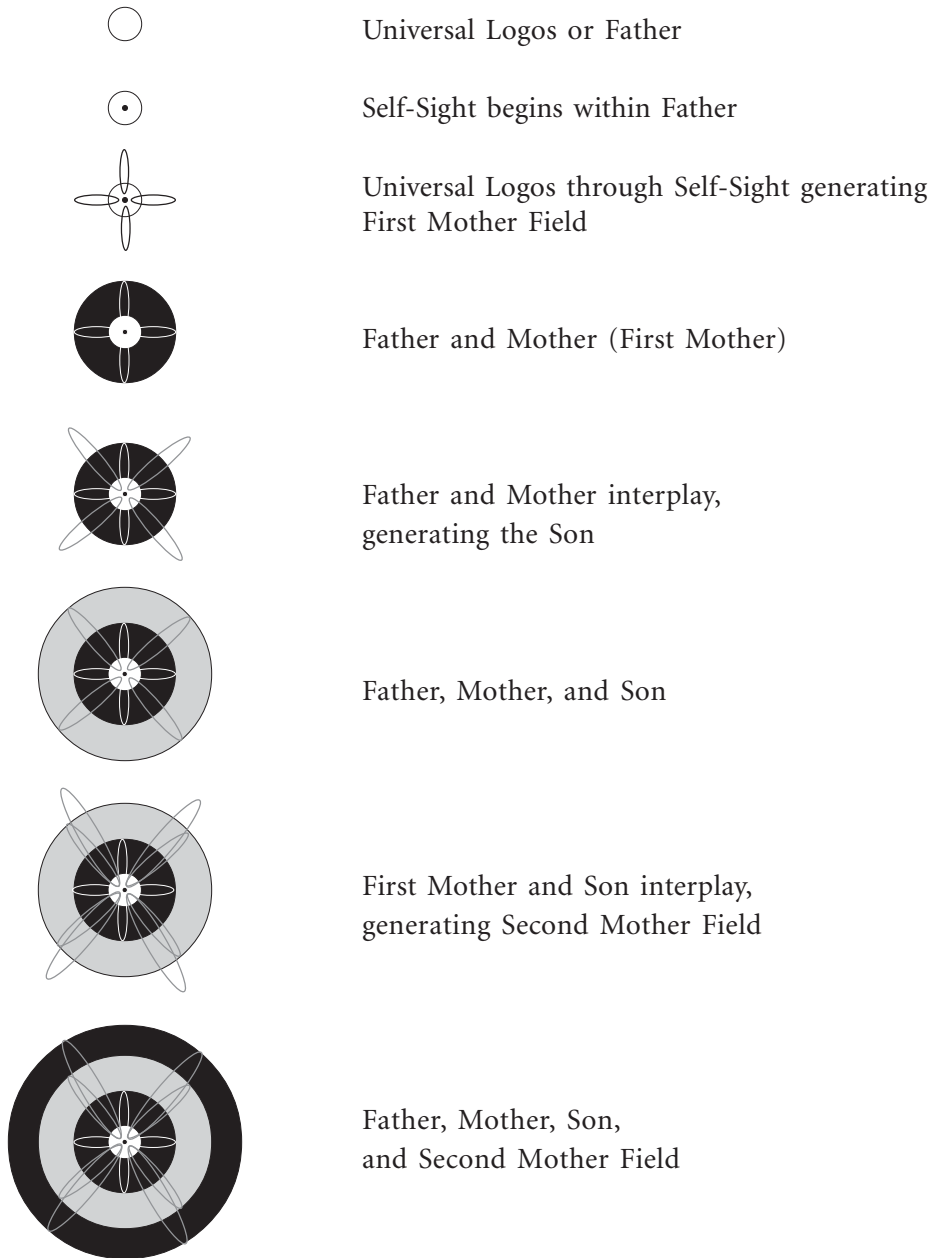 Universal Logos or Father
Self-Sight begins within Father
Universal Logos through Self-Sight generating
First Mother Field
Father and Mother (First Mother)
Father and Mother interplay,
generating the Son
Father, Mother, and Son
First Mother and Son interplay,
generating Second Mother Field
Father, Mother, Son,
and Second Mother Field